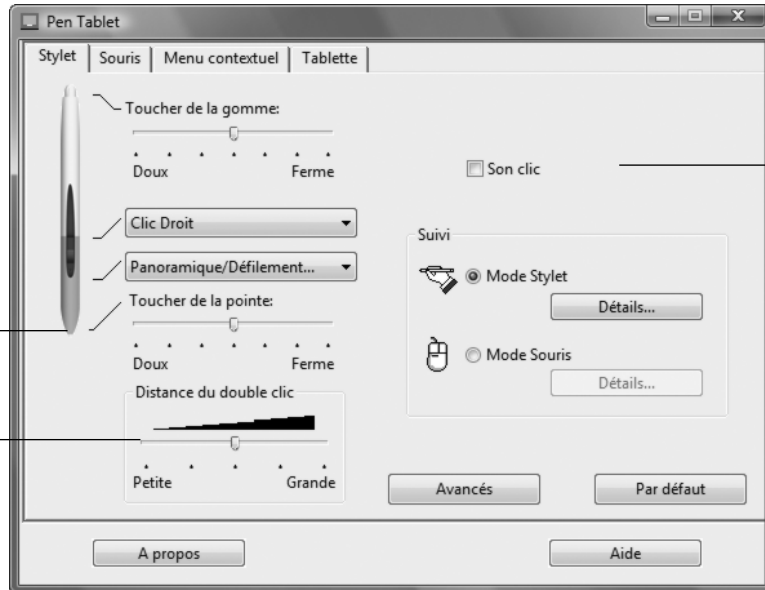 Pen Tablet
Stylet Souris Menu contextuel Tablette
Toucher de la gomme:
Doux Ferme
Son clic
Clic Droit
Suivi
Panoramique/Défilement...
Mode Stylet
Toucher de la pointe:
Détails...
Doux Ferme
Mode Souris
Détails...
Distance du double clic
Petite Grande
Avancés Par défaut
A propos Aide